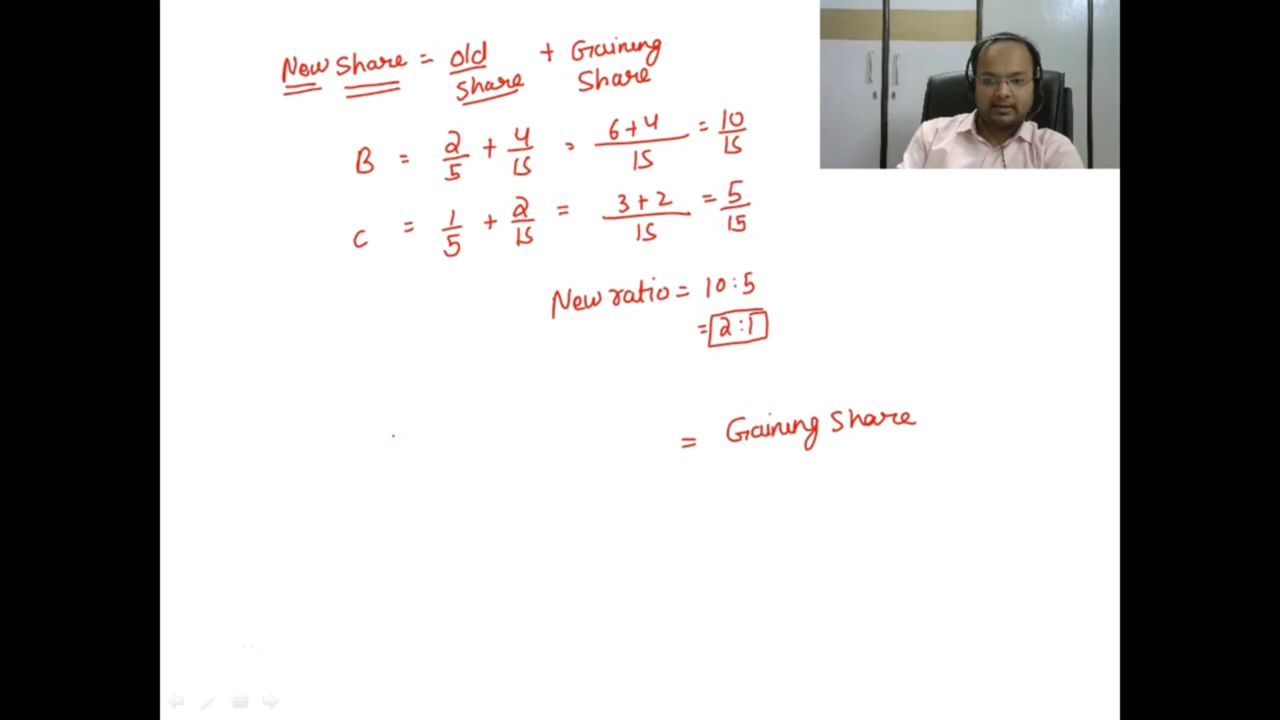 New Share = old share + Gaining Share
B = 2/5 + 4/15 = 6+4/15 = 10/15
C = 1/5 + 2/15 = 3+2/15 = 5/15
New ratio = 10:5
= 2:1
= Gaining Share